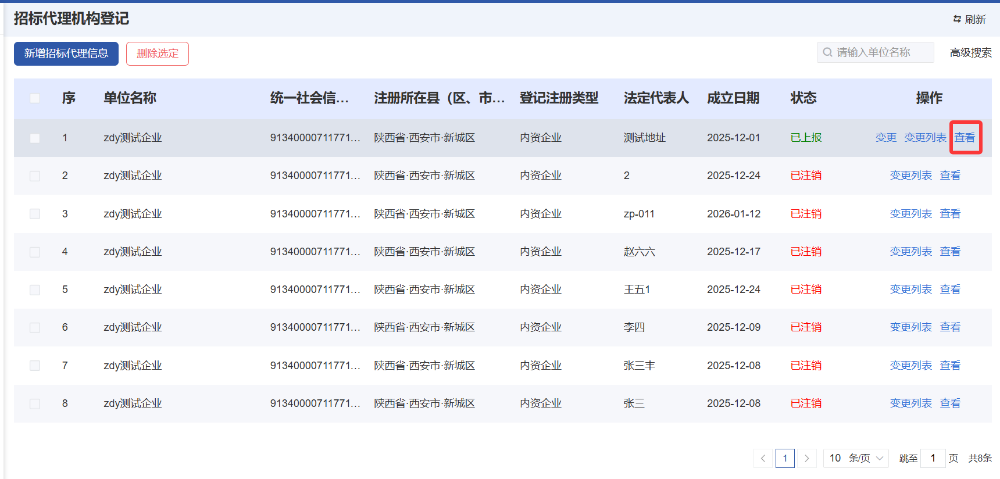 招标代理机构登记
刷新
新增招标代理信息 删除选定 请输入单位名称 高级搜索
序 单位名称 统一社会信... 注册所在县（区、市... 登记注册类型 法定代表人 成立日期 状态 操作
1 zdy测试企业 91340000711771... 陕西省·西安市·新城区 内资企业 测试地址 2025-12-01 已上报 变更 变更列表 查看
2 zdy测试企业 91340000711771... 陕西省·西安市·新城区 内资企业 2 2025-12-24 已注销 变更列表 查看
3 zdy测试企业 91340000711771... 陕西省·西安市·新城区 内资企业 zp-011 2026-01-12 已注销 变更列表 查看
4 zdy测试企业 91340000711771... 陕西省·西安市·新城区 内资企业 赵六六 2025-12-17 已注销 变更列表 查看
5 zdy测试企业 91340000711771... 陕西省·西安市·新城区 内资企业 王五1 2025-12-24 已注销 变更列表 查看
6 zdy测试企业 91340000711771... 陕西省·西安市·新城区 内资企业 李四 2025-12-09 已注销 变更列表 查看
7 zdy测试企业 91340000711771... 陕西省·西安市·新城区 内资企业 张三丰 2025-12-08 已注销 变更列表 查看
8 zdy测试企业 91340000711771... 陕西省·西安市·新城区 内资企业 张三 2025-12-08 已注销 变更列表 查看
1 10 条/页 跳至 1 页 共8条